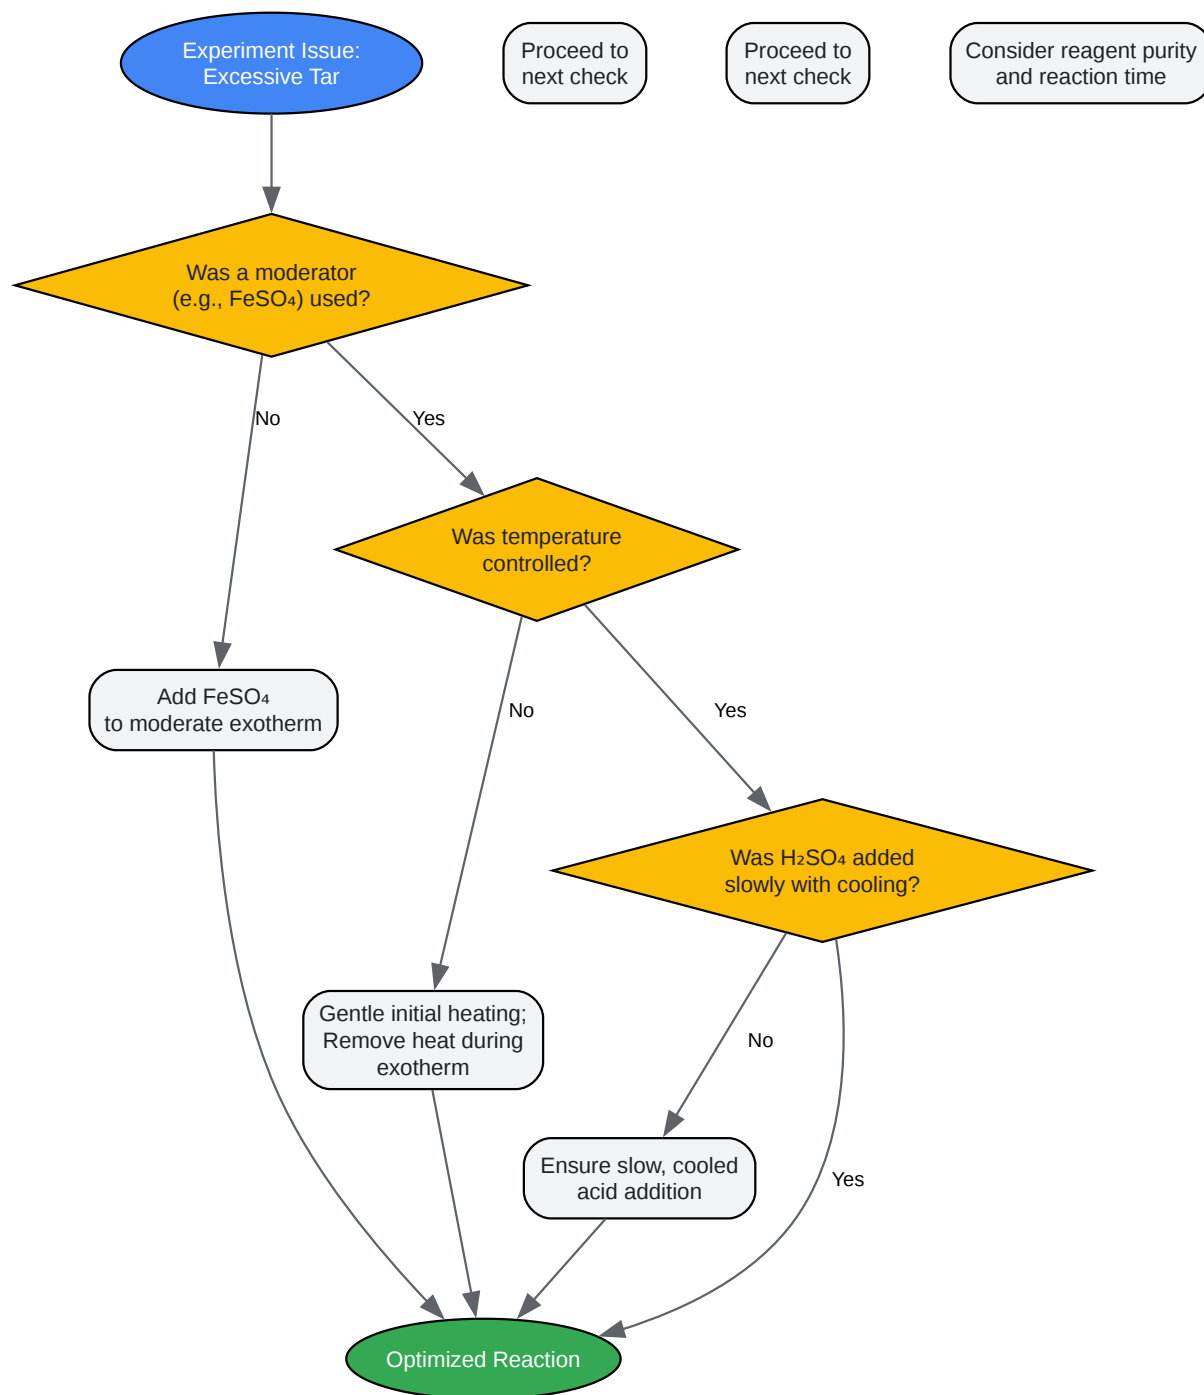 Experiment Issue:
Excessive Tar
Proceed to
next check
Proceed to
next check
Consider reagent purity
and reaction time
Was a moderator
(e.g., FeSO₄) used?
No
Yes
Was temperature
controlled?
Add FeSO₄
to moderate exotherm
No
Yes
Was H₂SO₄ added
slowly with cooling?
Gentle initial heating;
Remove heat during
exotherm
No
Ensure slow, cooled
acid addition
Yes
Optimized Reaction